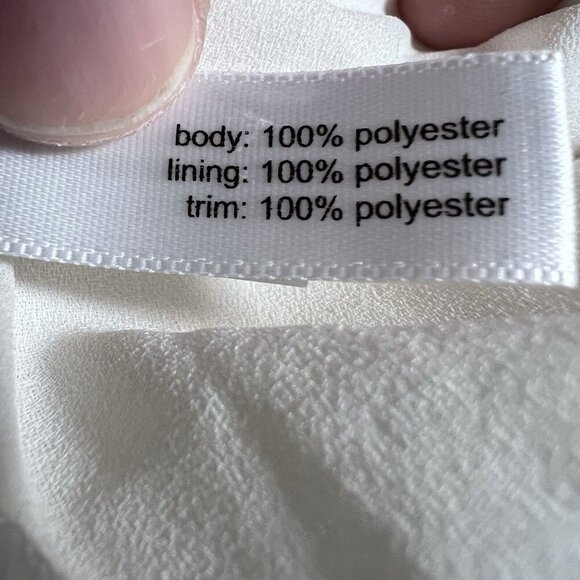 body: 100% polyester
lining: 100% polyester
trim: 100% polyester